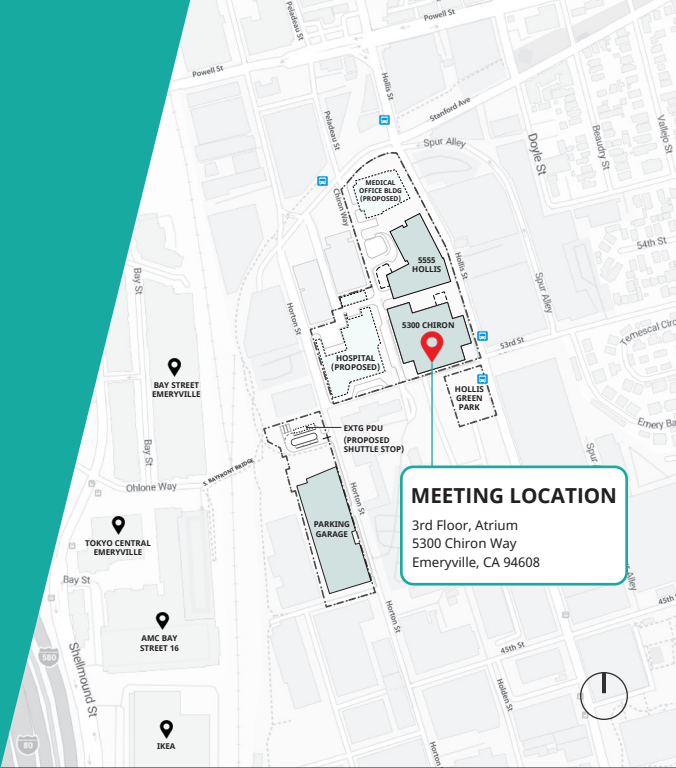 Peladeau St
Powell St
Powell St
Hollis St
Stanford Ave
Peladeau St
Spur Alley
Doyle St
Beaudry St
Vallejo St
MEDICAL
OFFICE BLDG
(PROPOSED)
Chiron Way
54th St
5555
HOLLIS
Hollis St
Spur Alley
Bay St
Horton St
5300 CHIRON
53rd St
Temescal Circle
HOSPITAL
(PROPOSED)
BAY STREET
EMERYVILLE
HOLLIS
GREEN
PARK
Emery Ba
EXTG PDU
(PROPOSED
SHUTTLE STOP)
Bay St
Spur
S. BAYFRONT BRIDGE
Ohlone Way
Horton St
MEETING LOCATION
3rd Floor, Atrium
5300 Chiron Way
Emeryville, CA 94608
PARKING
GARAGE
TOKYO CENTRAL
EMERYVILLE
Bay St
Alley
45th St
Horton St
AMC BAY
STREET 16
45th St
580
Shellmound St
Holden St
IKEA
80
Horton